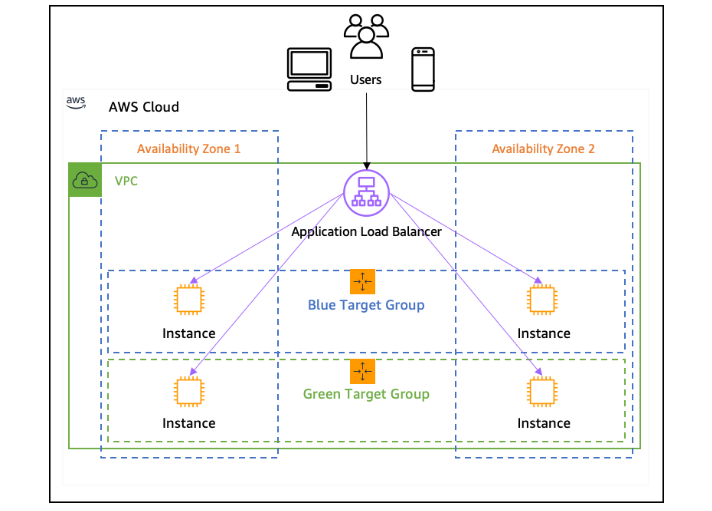 Users
aws
AWS Cloud
Availability Zone 1
Availability Zone 2
VPC
Application Load Balancer
Blue Target Group
Instance
Instance
Green Target Group
Instance
Instance